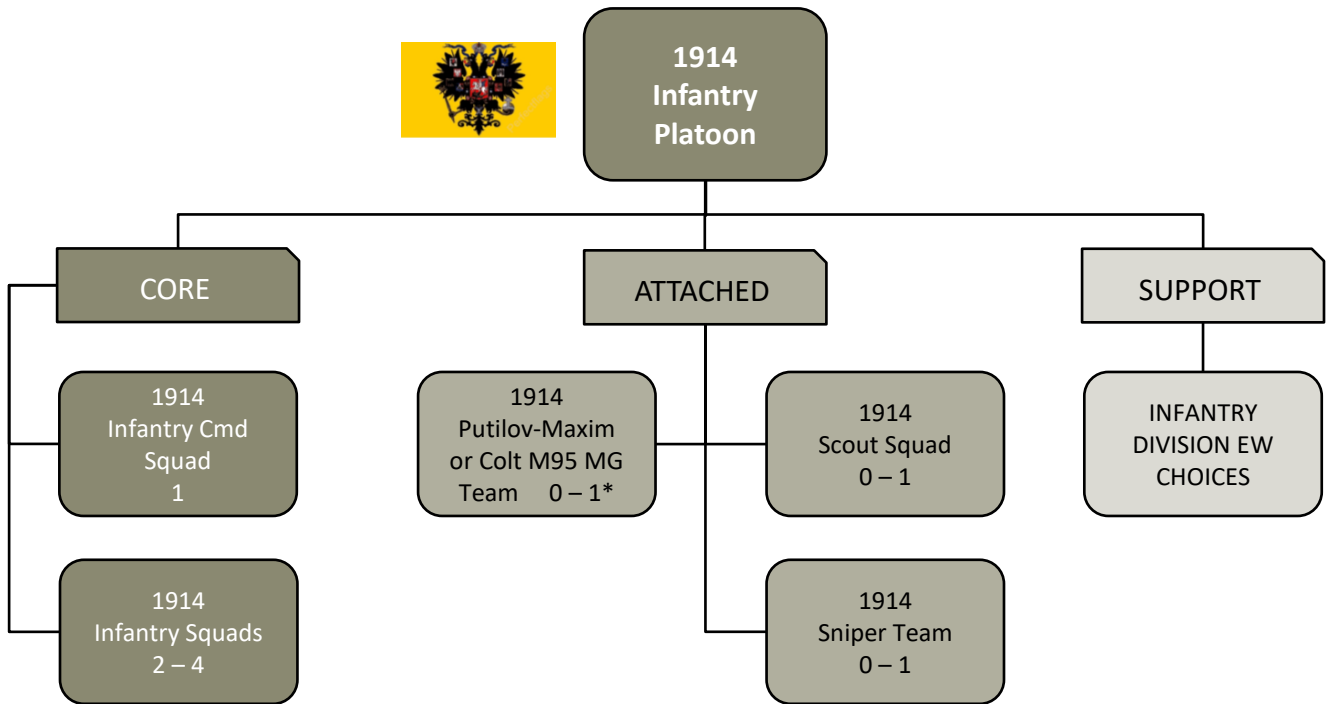 1914
Infantry
Platoon
CORE
ATTACHED
SUPPORT
1914
Infantry Cmd
Squad
1
1914
Putilov-Maxim
or Colt M95 MG
Team 0 – 1*
1914
Scout Squad
0 – 1
INFANTRY
DIVISION EW
CHOICES
1914
Infantry Squads
2 – 4
1914
Sniper Team
0 – 1